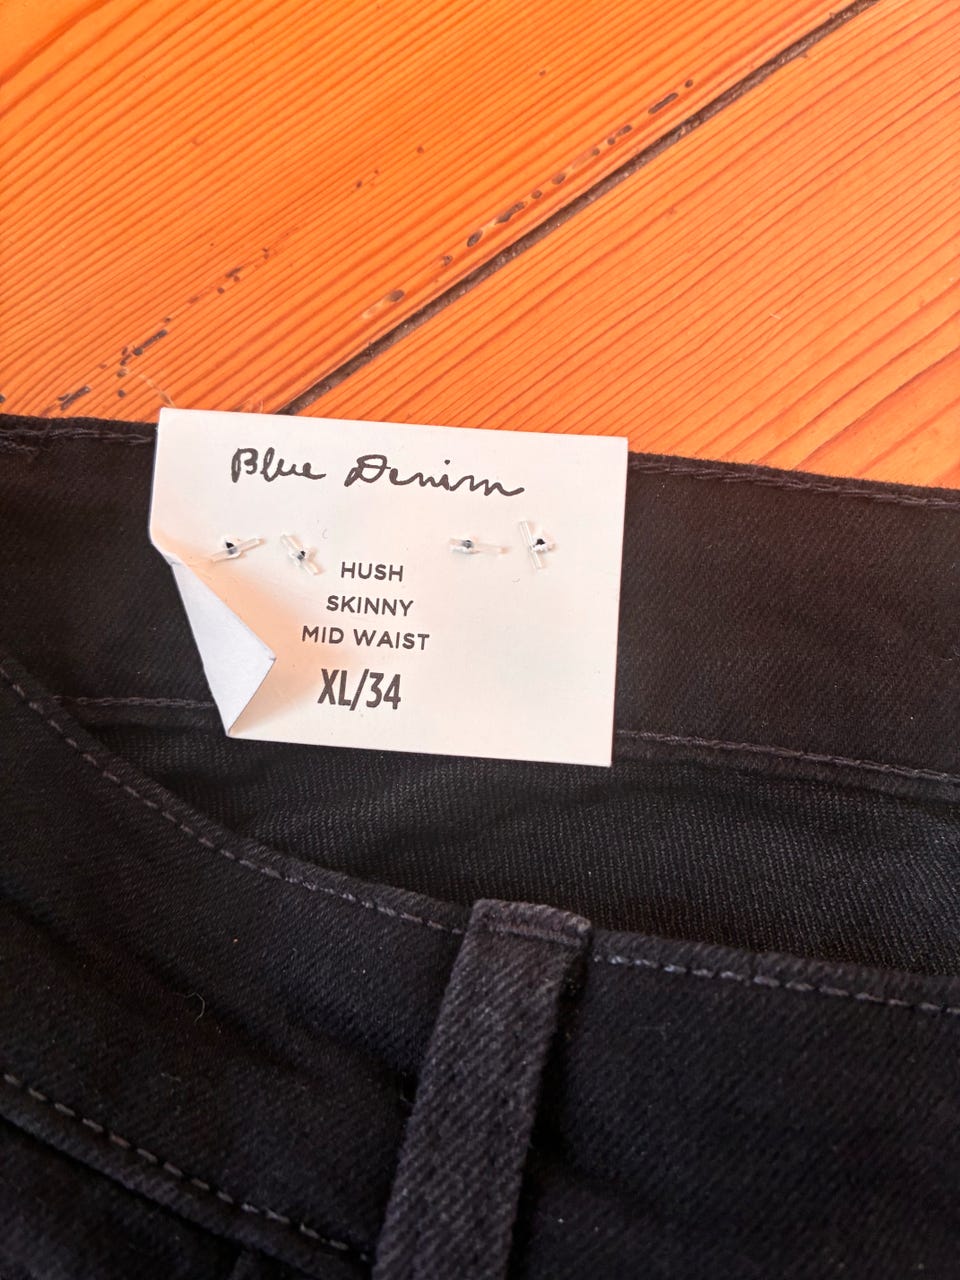 Blue Denim
HUSH
SKINNY
MID WAIST
XL/34